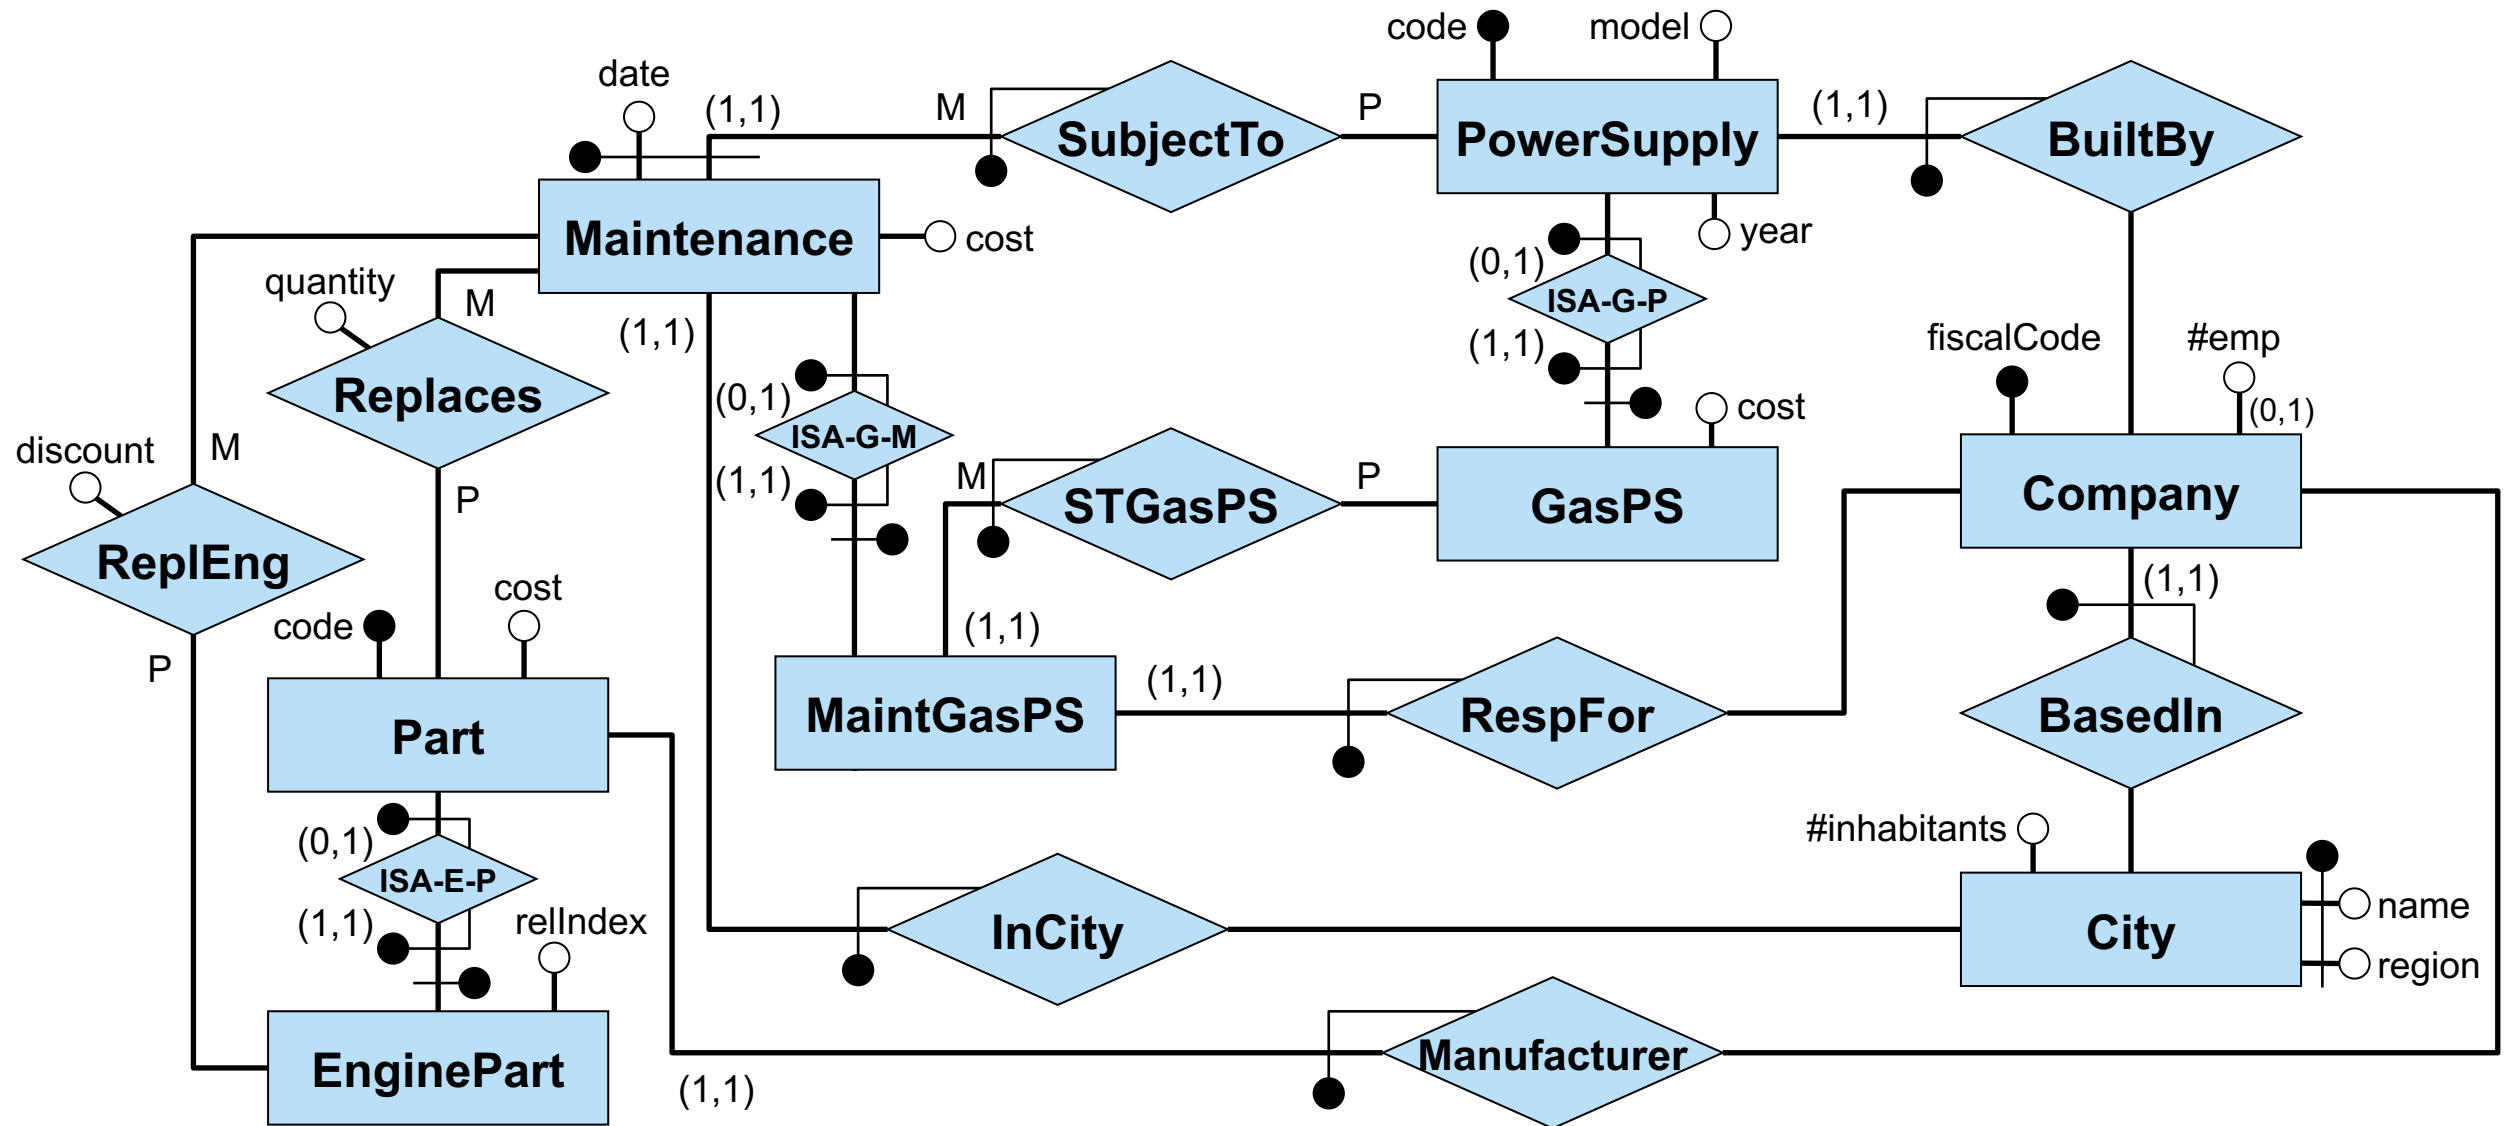 code
model
date
(1,1)
M
P
(1,1)
SubjectTo
PowerSupply
BuiltBy
Maintenance
cost
year
quantity
M
(0,1)
ISA-G-P
(1,1)
(1,1)
fiscalCode
#emp
(0,1)
Replaces
(0,1)
ISA-G-M
(1,1)
cost
discount
M
P
M
P
STGasPS
GasPS
Company
ReplEng
(1,1)
code
cost
(1,1)
P
Part
MaintGasPS
(1,1)
RespFor
BasedIn
(0,1)
ISA-E-P
(1,1)
#inhabitants
relIndex
InCity
City
name
region
EnginePart
(1,1)
Manufacturer